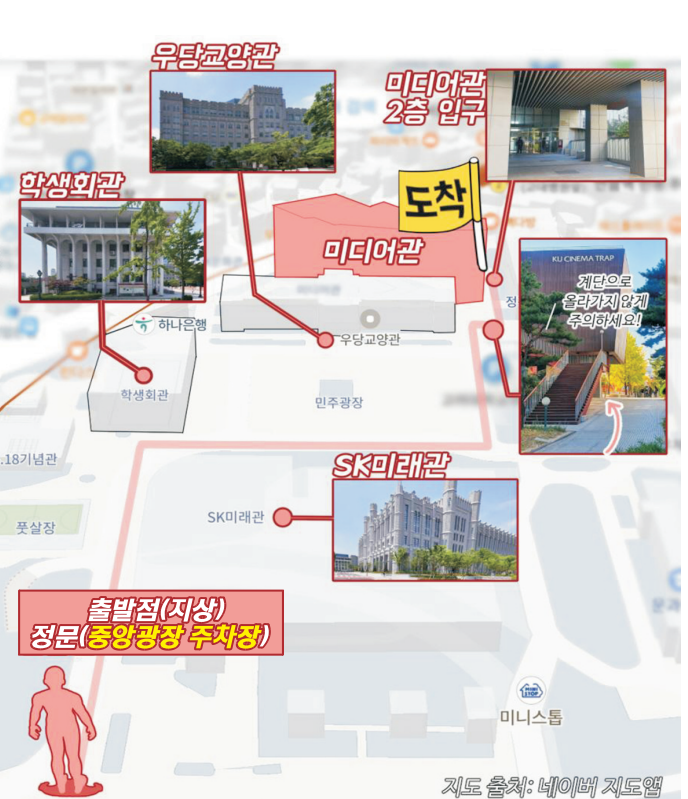 우당교양관
미디어관
2층 입구
학생회관
도착
미디어관
KU CINEMA TRAP
계단으로
올라가지 않게
주의하세요!
하나은행
정
우당교양관
학생회관
민주광장
SK미래관
.18기념관
SK미래관
풋살장
출발점(지상)
정문(중앙광장 주차장)
MINI
STOP
미니스톱
문과
지도 출처: 네이버 지도앱